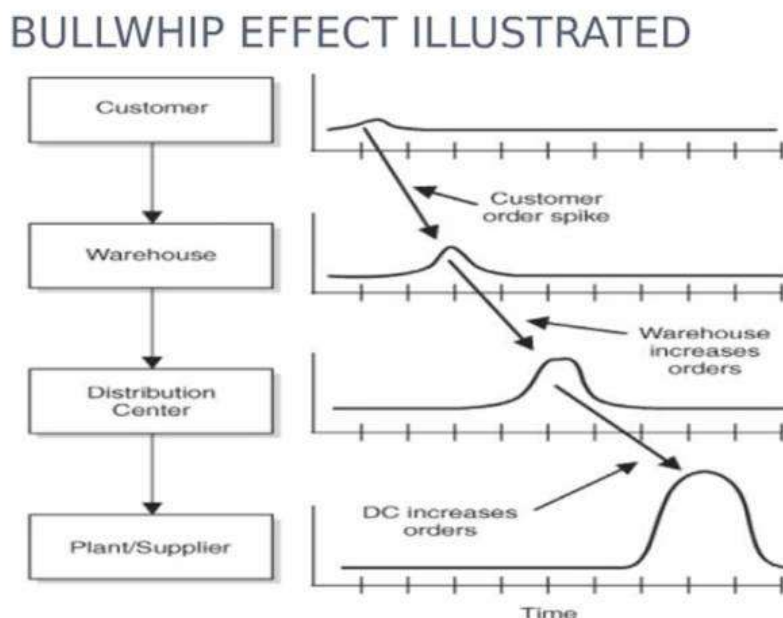 BULLWHIP EFFECT ILLUSTRATED
Customer
Customer
order spike
Warehouse
Warehouse
increases
orders
Distribution
Center
DC increases
orders
Plant/Supplier
Time